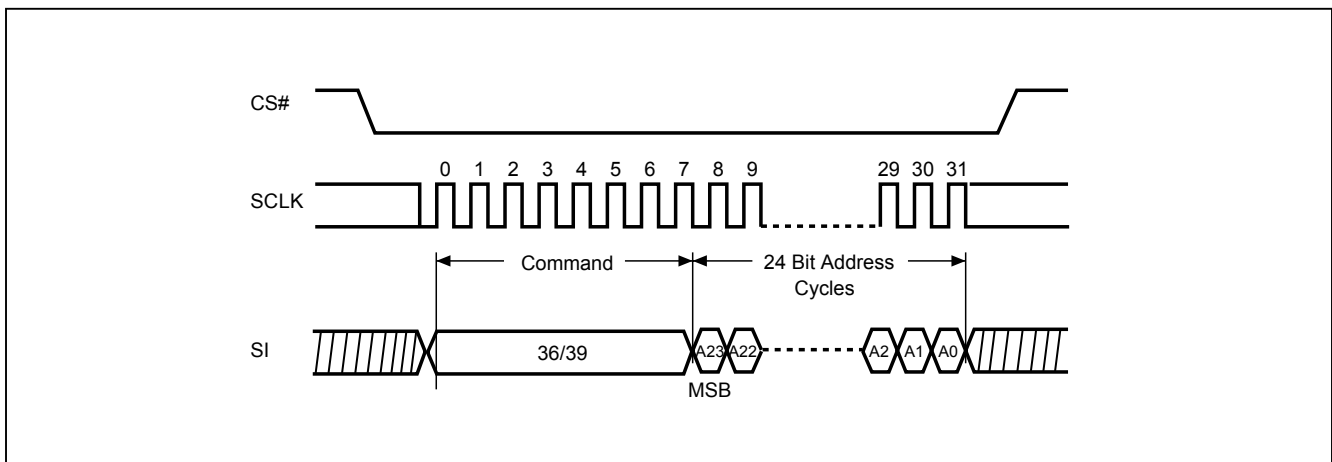 CS#
0 1 2 3 4 5 6 7 8 9 29 30 31
SCLK
Command
24 Bit Address
Cycles
SI
36/39 A23 A22 A2 A1 A0
MSB